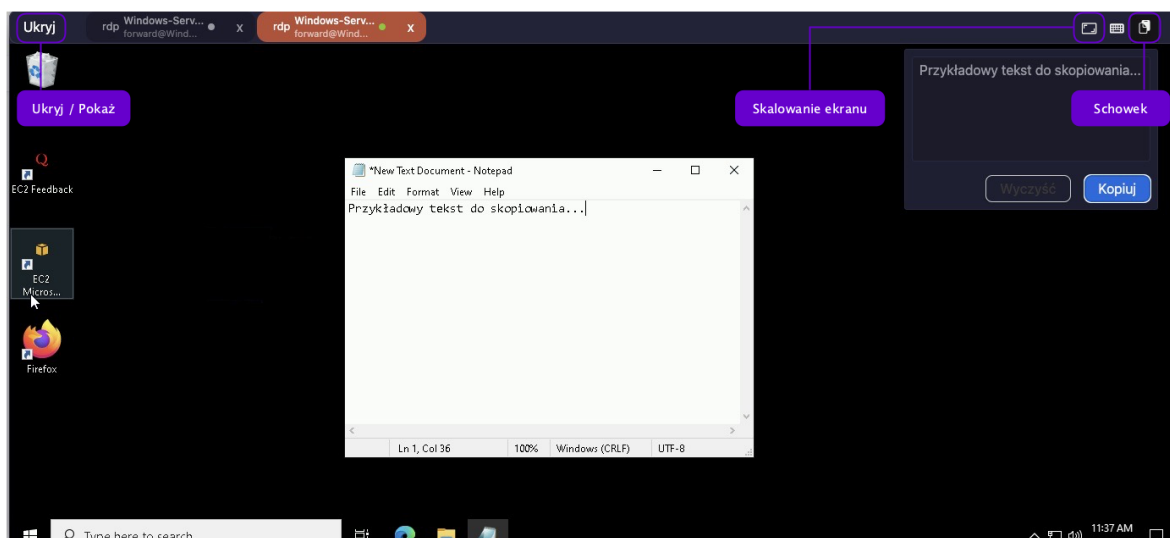 Ukryj
rdp Windows-Serv... x
forward@Wind...
rdp Windows-Serv... x
forward@Wind...
Ukryj / Pokaż
Skalowanie ekranu
Schowek
Przykładowy tekst do skopiowania...
Wyczyść
Kopiuj
EC2 Feedback
EC2
Micros...
Firefox
*New Text Document - Notepad
File Edit Format View Help
Przykładowy tekst do skopiowania...
Ln 1, Col 36 100% Windows (CRLF) UTF-8
Type here to search
11:37 AM